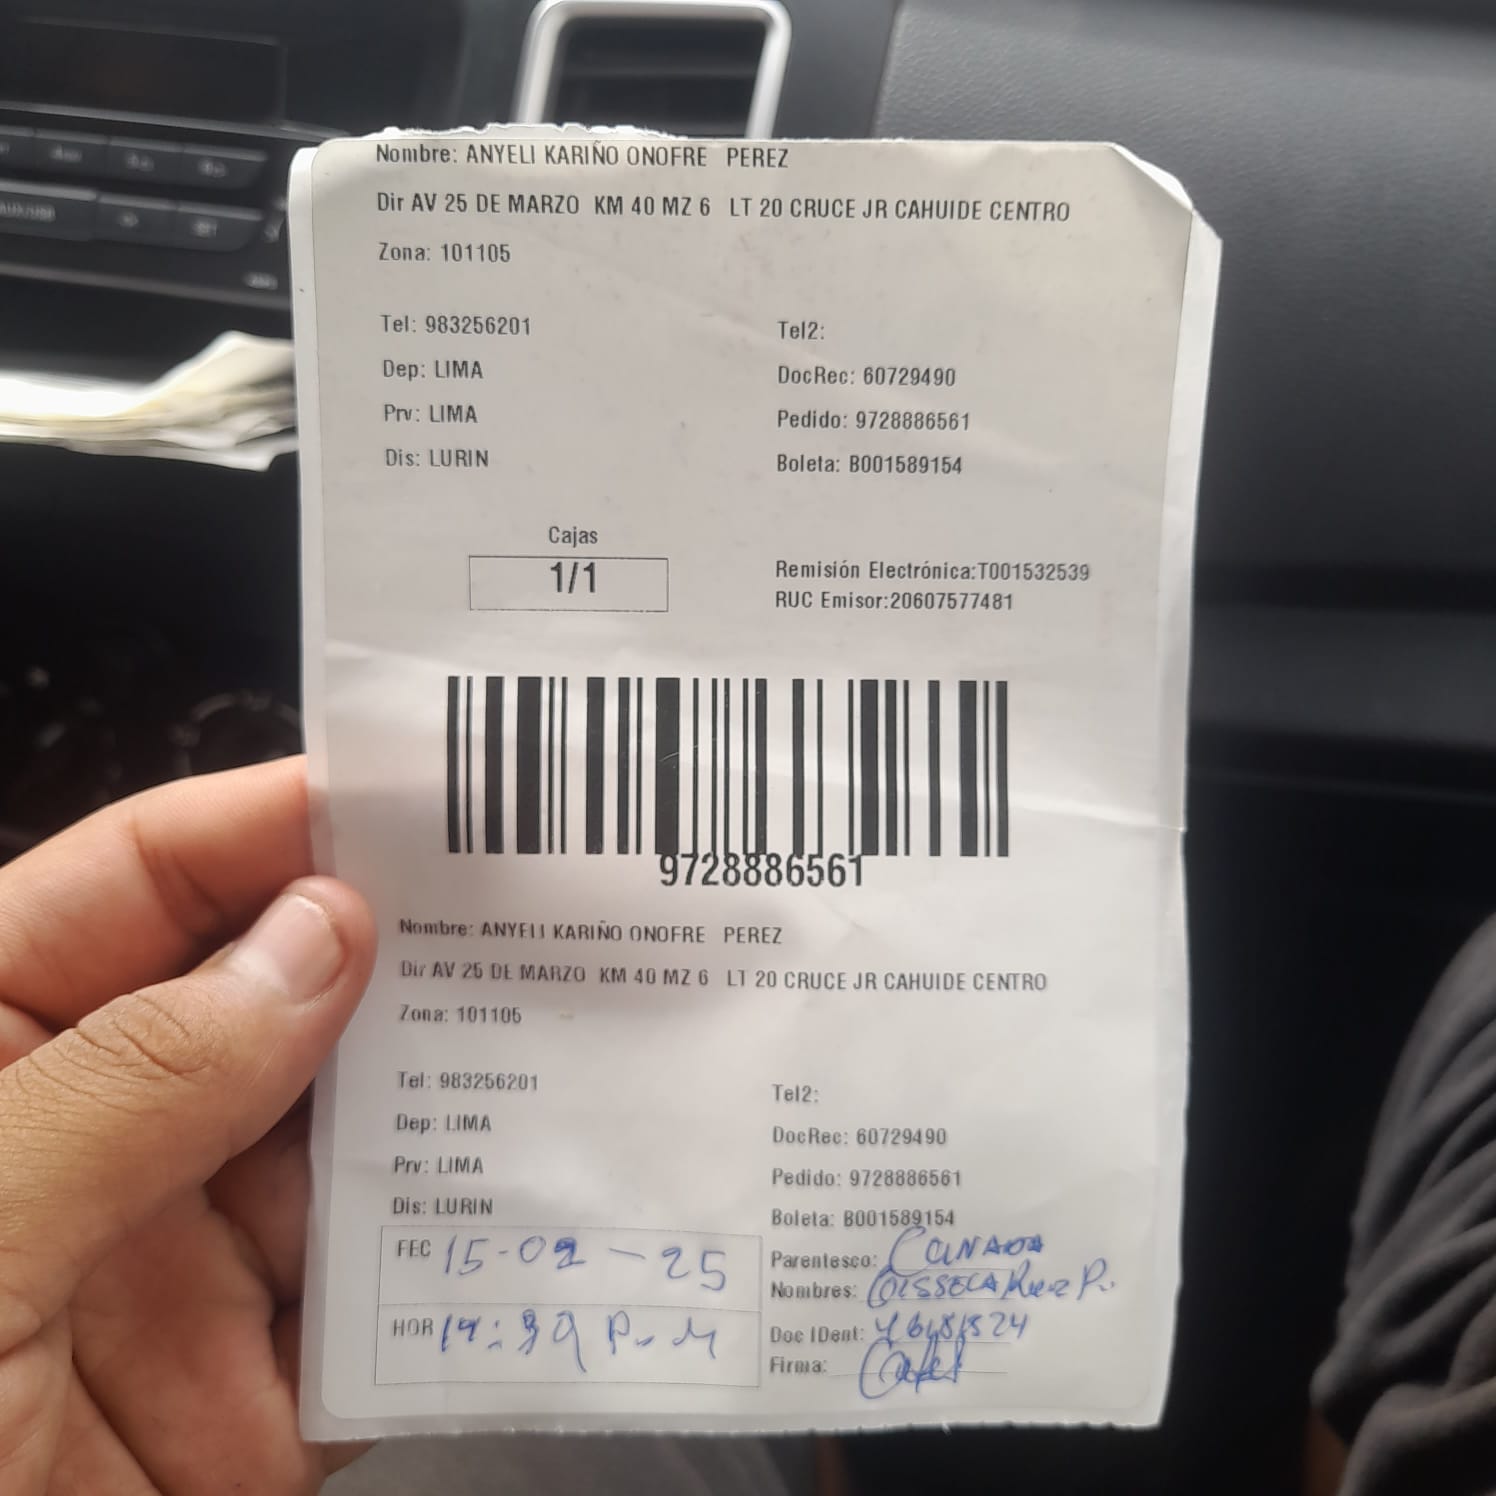 Nombre: ANYELI KARIÑO ONOFRE PEREZ
Dir AV 25 DE MARZO KM 40 MZ 6 LT 20 CRUCE JR CAHUIDE CENTRO
Zona: 101105
Tel: 983256201 Tel2:
Dep: LIMA DocRec: 60729490
Prv: LIMA Pedido: 9728886561
Dis: LURIN Boleta: B001589154
Cajas
1/1
Remisión Electrónica:T001532539
RUC Emisor:20607577481
9728886561
Nombre: ANYELI KARIÑO ONOFRE PEREZ
Dir AV 25 DE MARZO KM 40 MZ 6 LT 20 CRUCE JR CAHUIDE CENTRO
Zona: 101105
Tel: 983256201 Tel2:
Dep: LIMA DocRec: 60729490
Prv: LIMA Pedido: 9728886561
Dis: LURIN Boleta: B001589154
FEC 15-02-25
HOR P.M
Parentesco:
Nombres:
Doc IDent:
Firma: